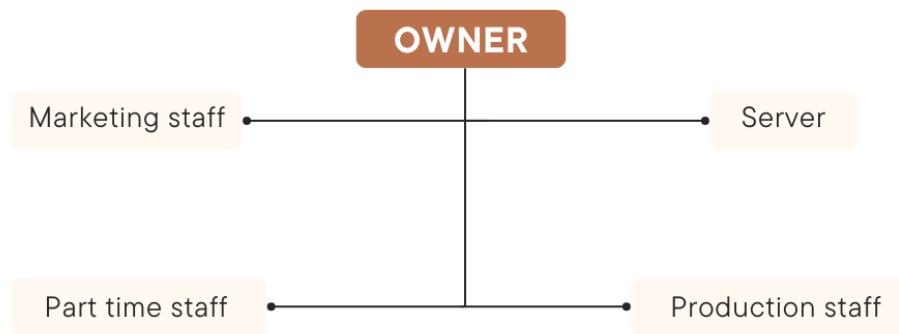 OWNER
Marketing staff
Server
Part time staff
Production staff